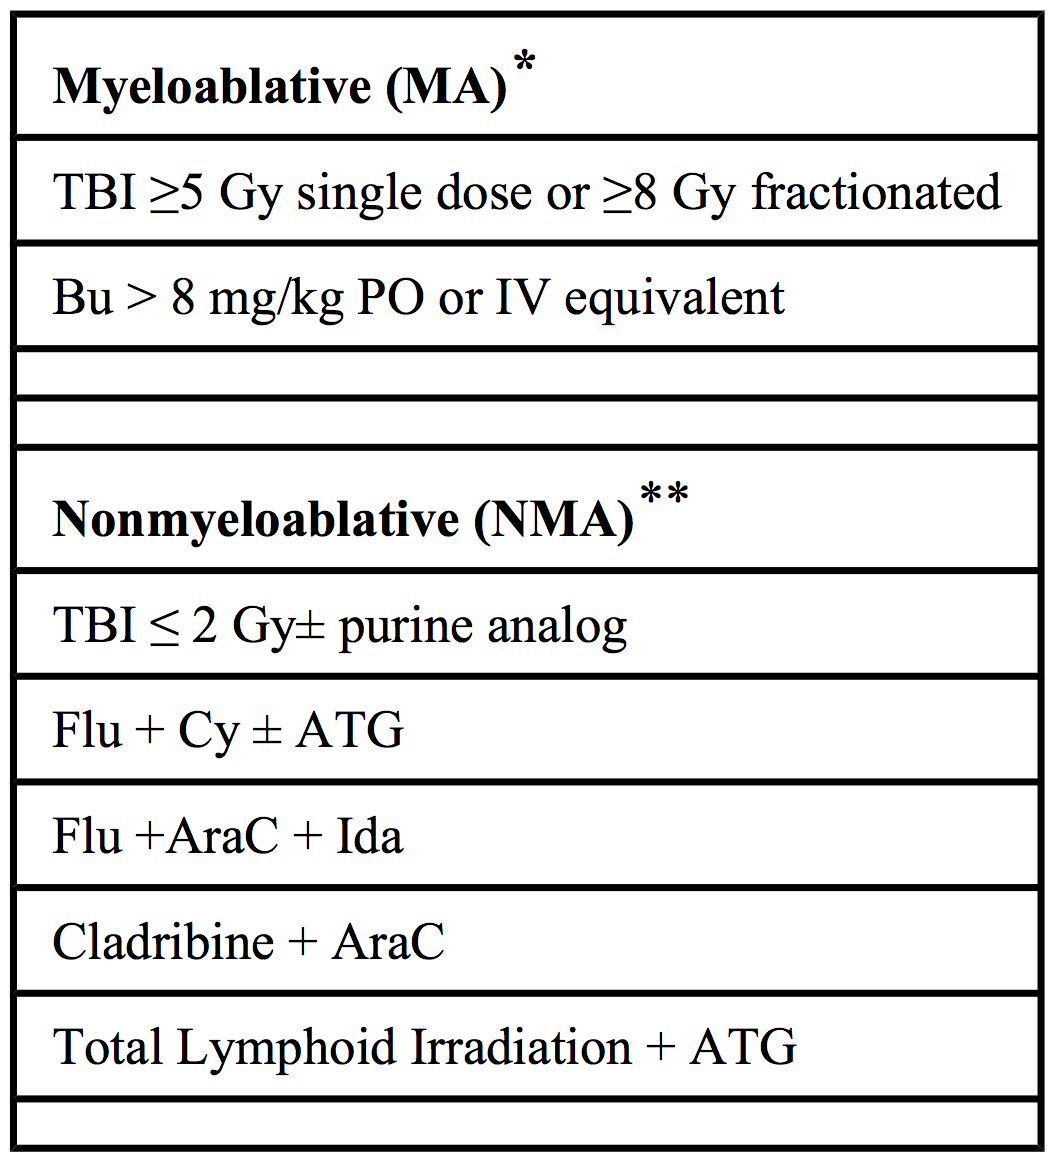 Myeloablative (MA)*
TBI ≥5 Gy single dose or ≥8 Gy fractionated
Bu > 8 mg/kg PO or IV equivalent
Nonmyeloablative (NMA)**
TBI ≤ 2 Gy± purine analog
Flu + Cy ± ATG
Flu +AraC + Ida
Cladribine + AraC
Total Lymphoid Irradiation + ATG